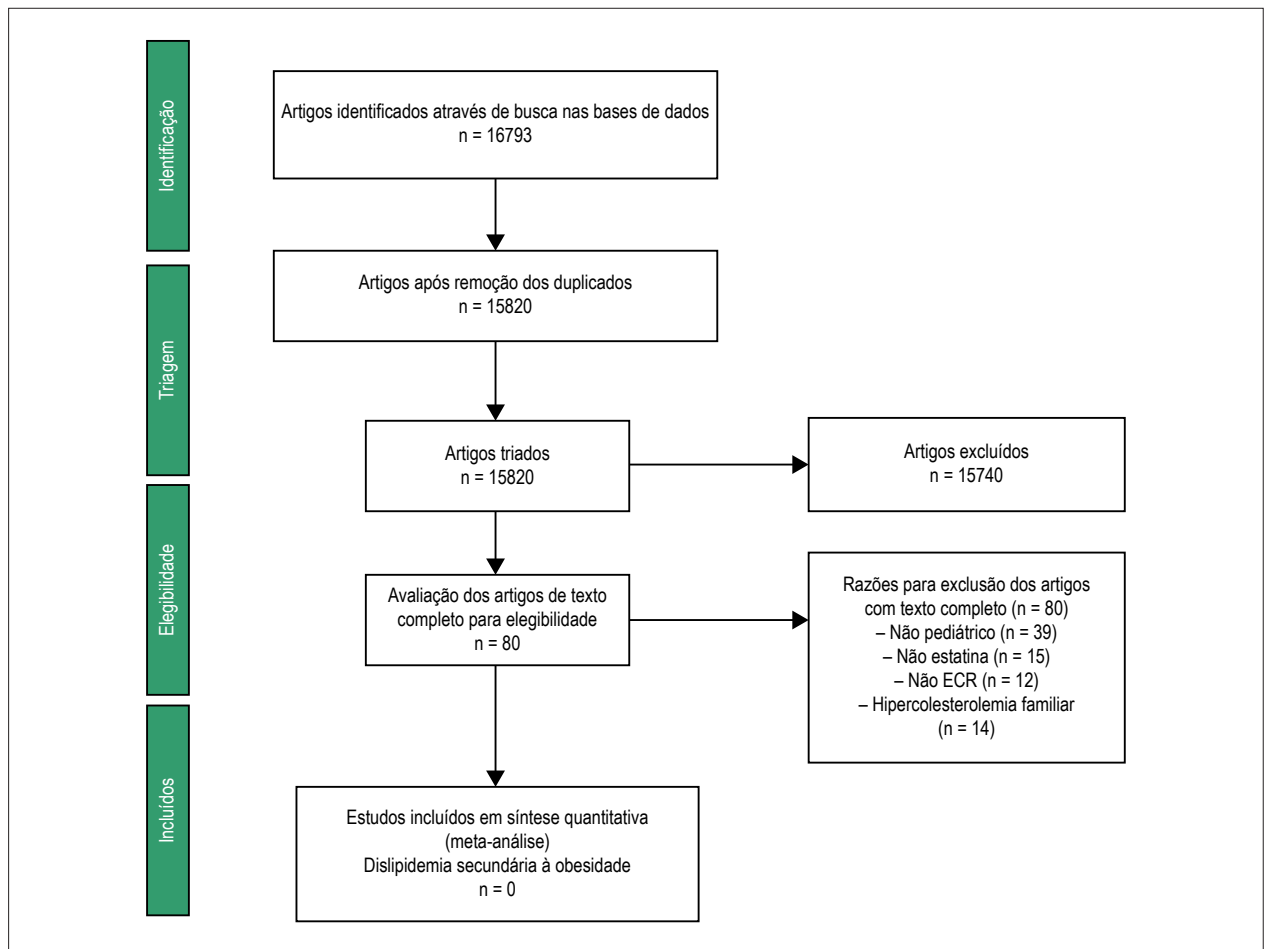 Identificação
Artigos identificados através de busca nas bases de dados
n = 16793
Triagem
Artigos após remoção dos duplicados
n = 15820
Artigos triados
n = 15820
Artigos excluídos
n = 15740
Elegibilidade
Avaliação dos artigos de texto
completo para elegibilidade
n = 80
Razões para exclusão dos artigos
com texto completo (n = 80)
– Não pediátrico (n = 39)
– Não estatina (n = 15)
– Não ECR (n = 12)
– Hipercolesterolemia familiar
(n = 14)
Incluídos
Estudos incluídos em síntese quantitativa
(meta-análise)
Dislipidemia secundária à obesidade
n = 0